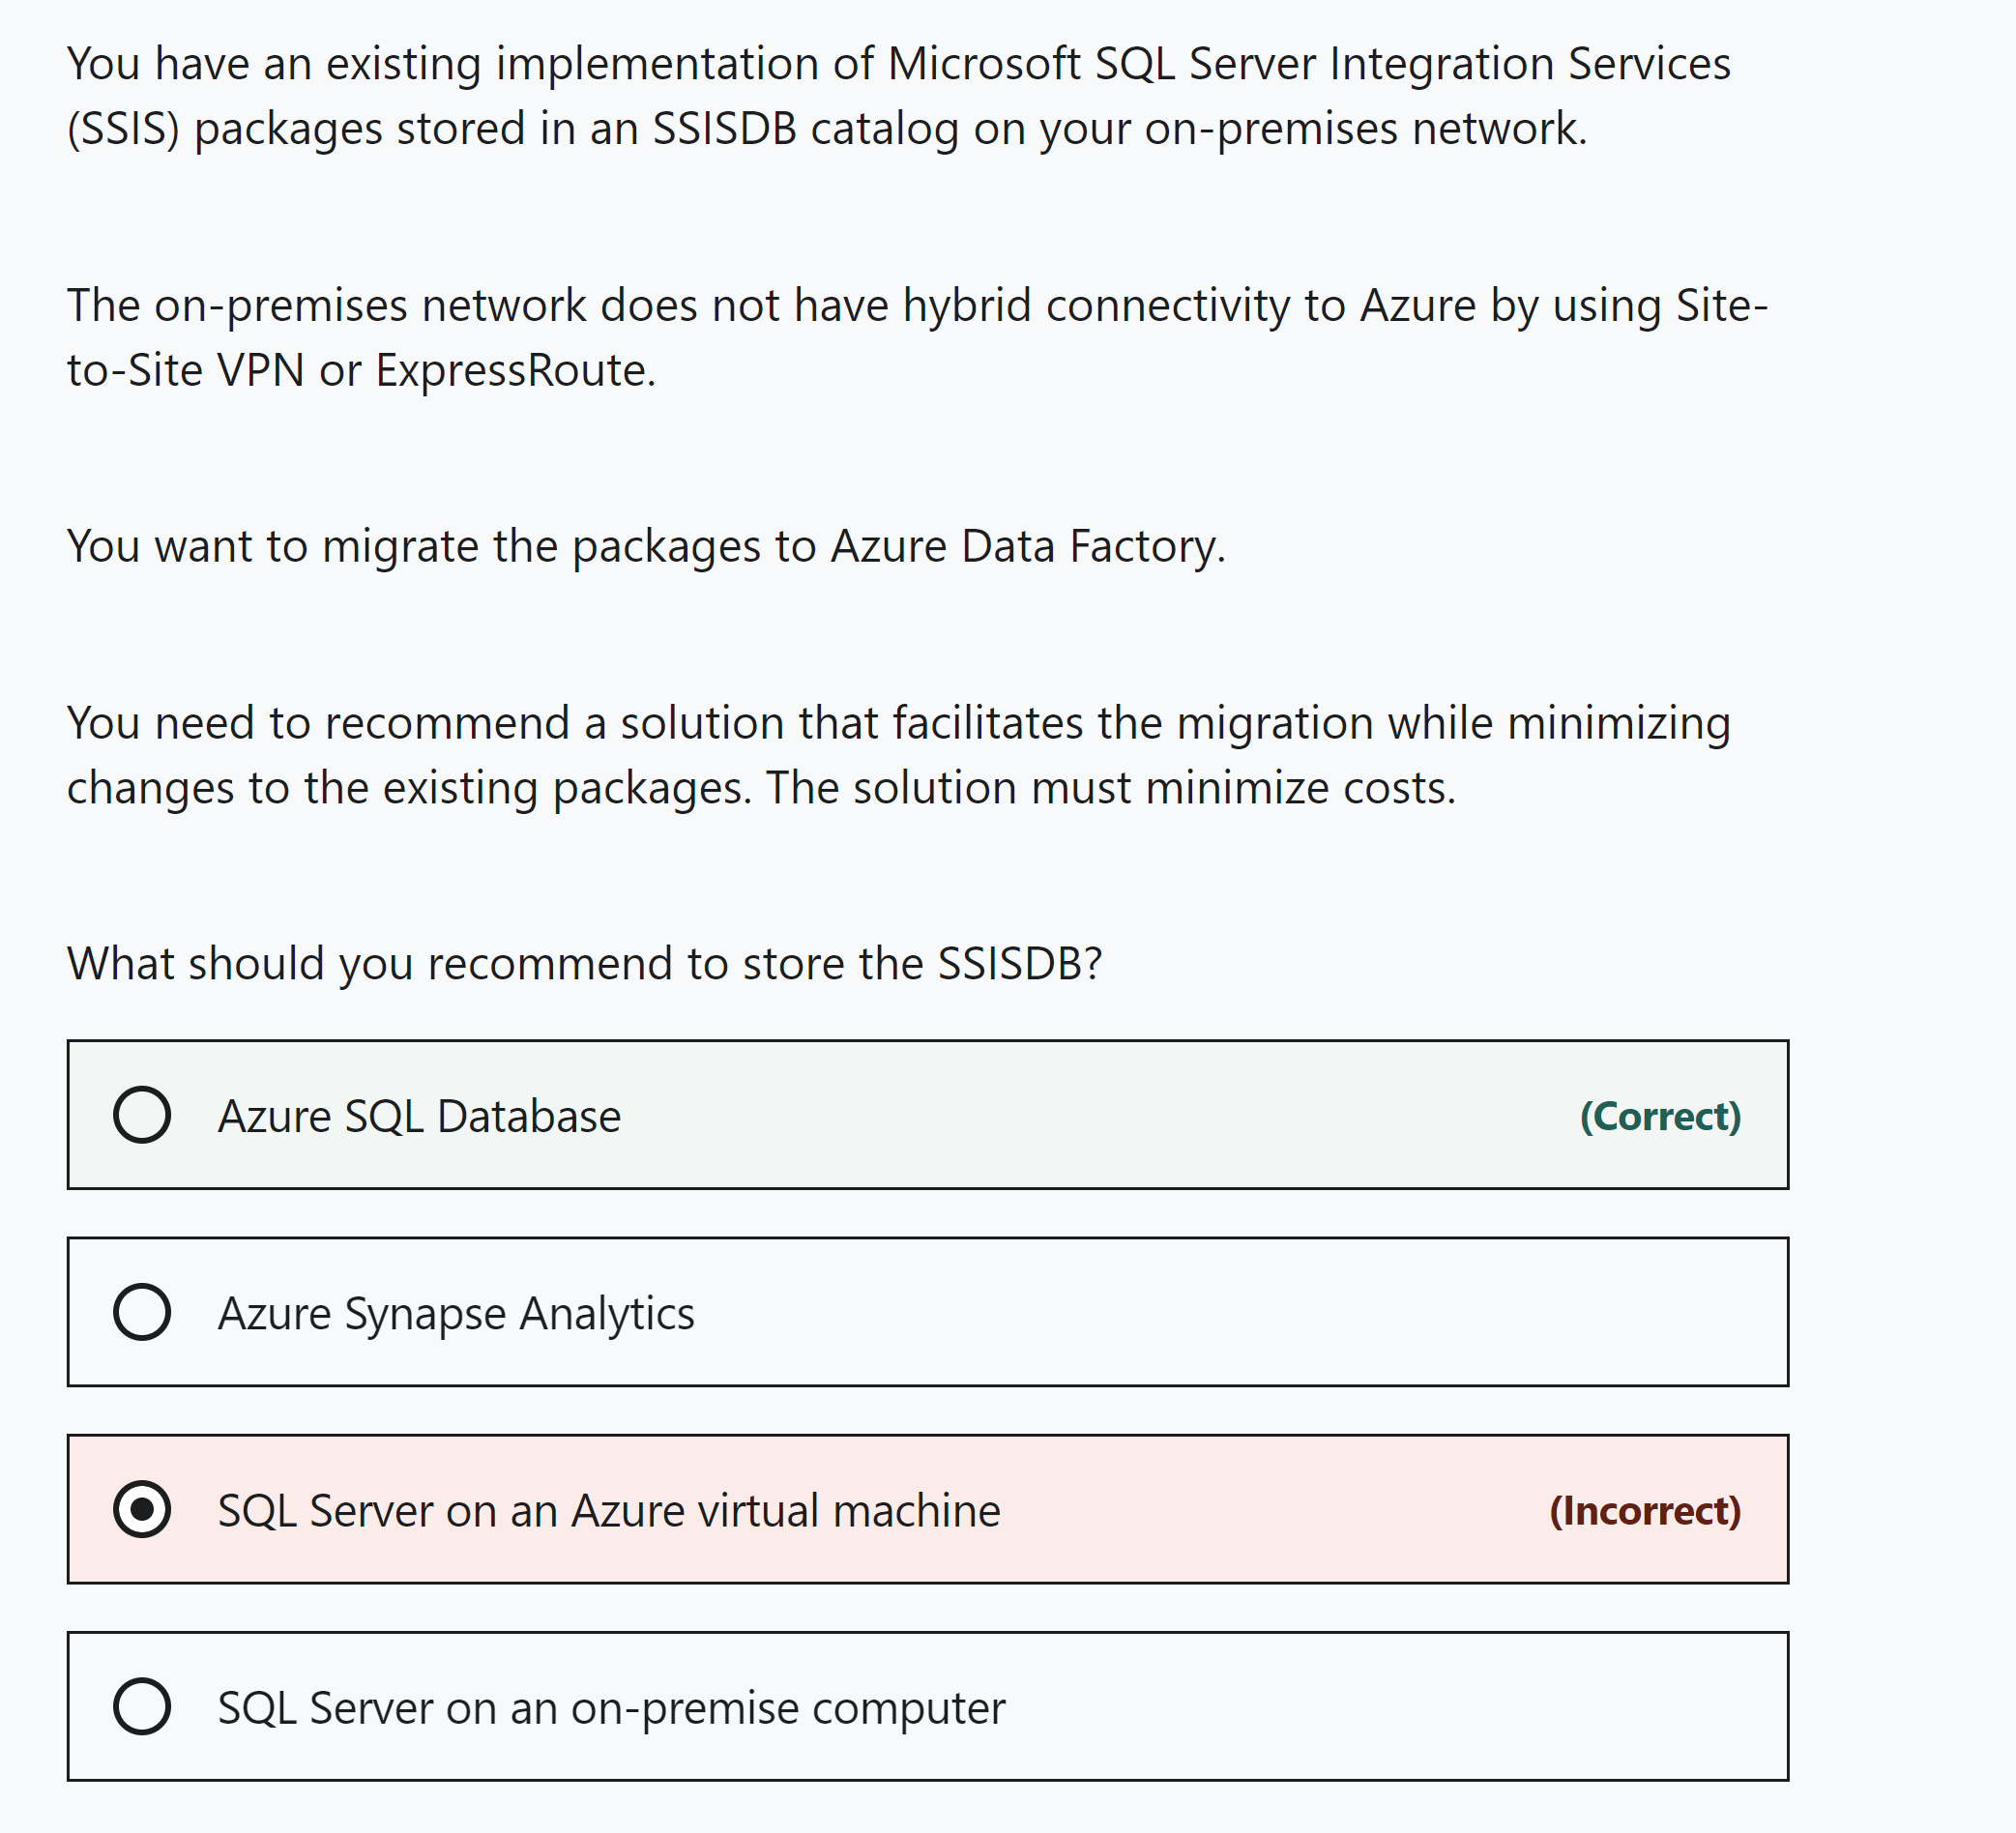 You have an existing implementation of Microsoft SQL Server Integration Services
(SSIS) packages stored in an SSISDB catalog on your on-premises network.
The on-premises network does not have hybrid connectivity to Azure by using Site-
to-Site VPN or ExpressRoute.
You want to migrate the packages to Azure Data Factory.
You need to recommend a solution that facilitates the migration while minimizing
changes to the existing packages. The solution must minimize costs.
What should you recommend to store the SSISDB?
Azure SQL Database (Correct)
Azure Synapse Analytics
SQL Server on an Azure virtual machine (Incorrect)
SQL Server on an on-premise computer